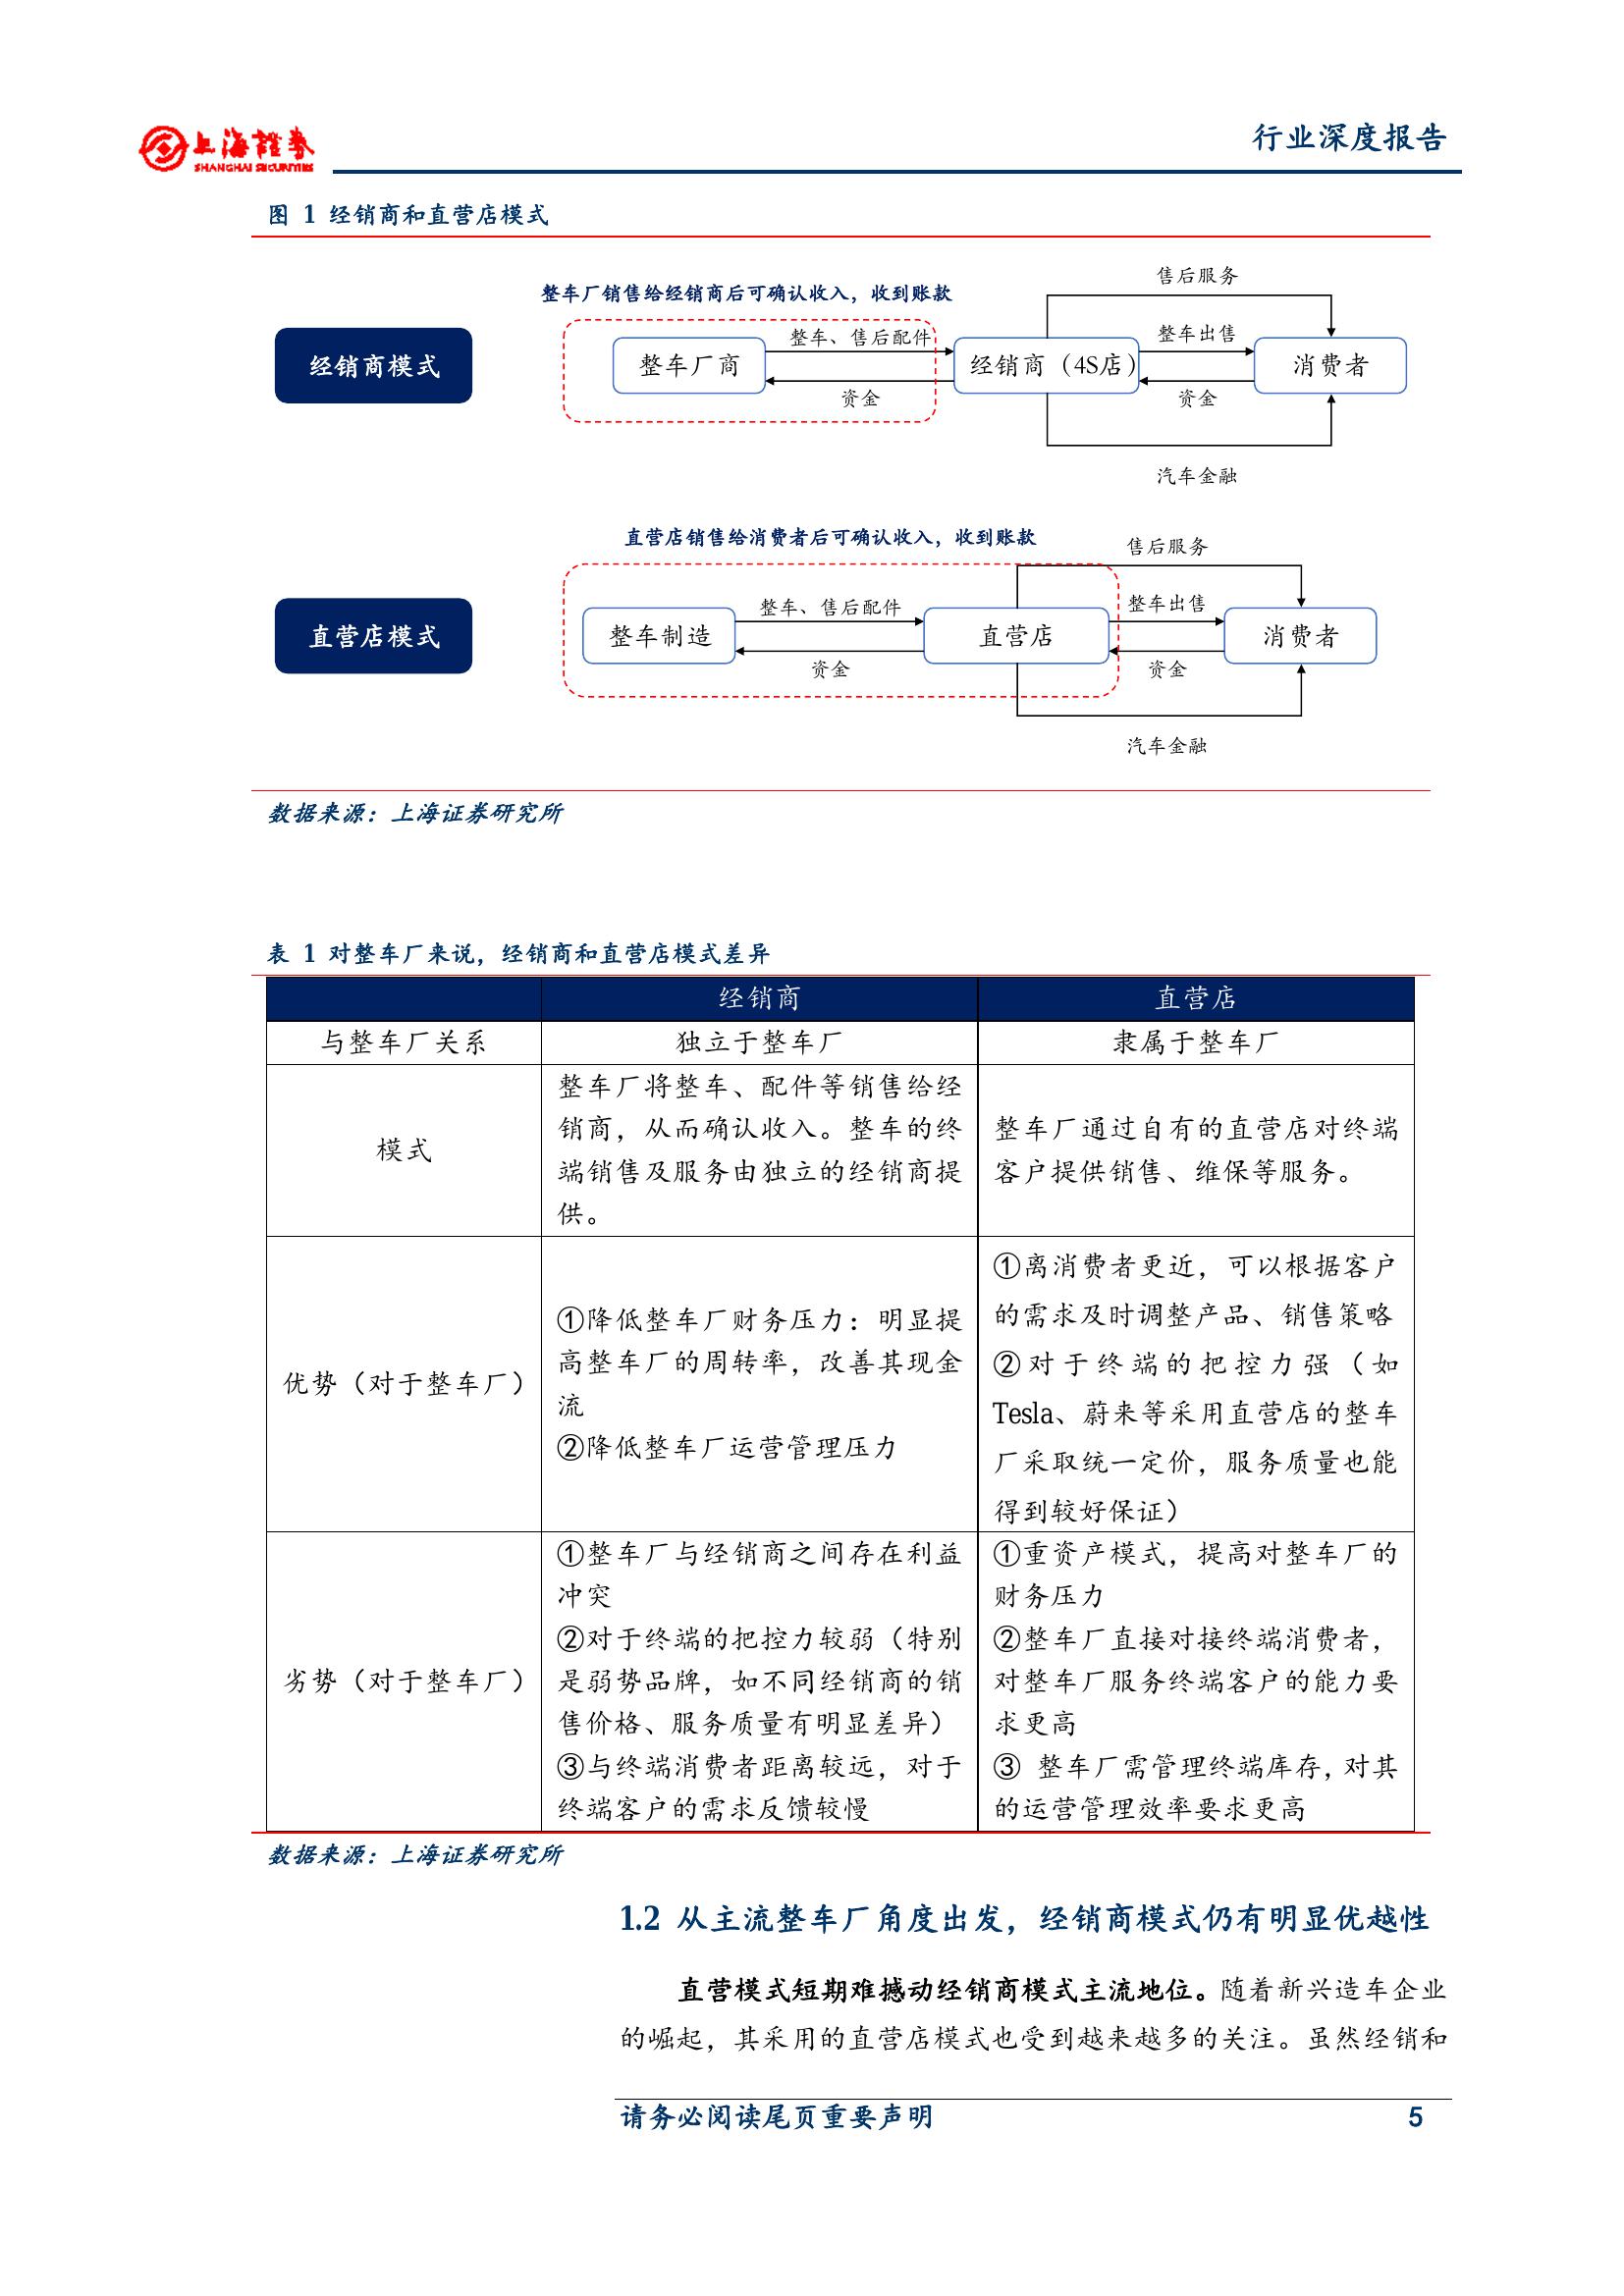 上海證券
SHANGHAI SECURITIES
行业深度报告
图 1 经销商和直营店模式
整车厂销售给经销商后可确认收入，收到账款
售后服务
经销商模式
整车厂商
整车、售后配件
资金
经销商（4S店）
整车出售
资金
消费者
汽车金融
直营店销售给消费者后可确认收入，收到账款
售后服务
直营店模式
整车制造
整车、售后配件
资金
直营店
整车出售
资金
消费者
汽车金融
数据来源：上海证券研究所
表 1 对整车厂来说，经销商和直营店模式差异
经销商
直营店
与整车厂关系
独立于整车厂
隶属于整车厂
模式
整车厂将整车、配件等销售给经
销商，从而确认收入。整车的终
端销售及服务由独立的经销商提
供。
整车厂通过自有的直营店对终端
客户提供销售、维保等服务。
优势（对于整车厂）
①降低整车厂财务压力：明显提
高整车厂的周转率，改善其现金
流
②降低整车厂运营管理压力
①离消费者更近，可以根据客户
的需求及时调整产品、销售策略
②对于终端的把控力强（如
Tesla、蔚来等采用直营店的整车
厂采取统一定价，服务质量也能
得到较好保证）
劣势（对于整车厂）
①整车厂与经销商之间存在利益
冲突
②对于终端的把控力较弱（特别
是弱势品牌，如不同经销商的销
售价格、服务质量有明显差异）
③与终端消费者距离较远，对于
终端客户的需求反馈较慢
①重资产模式，提高对整车厂的
财务压力
②整车厂直接对接终端消费者，
对整车厂服务终端客户的能力要
求更高
③ 整车厂需管理终端库存，对其
的运营管理效率要求更高
数据来源：上海证券研究所
1.2 从主流整车厂角度出发，经销商模式仍有明显优越性
直营模式短期难撼动经销商模式主流地位。随着新兴造车企业
的崛起，其采用的直营店模式也受到越来越多的关注。虽然经销和
请务必阅读尾页重要声明
5